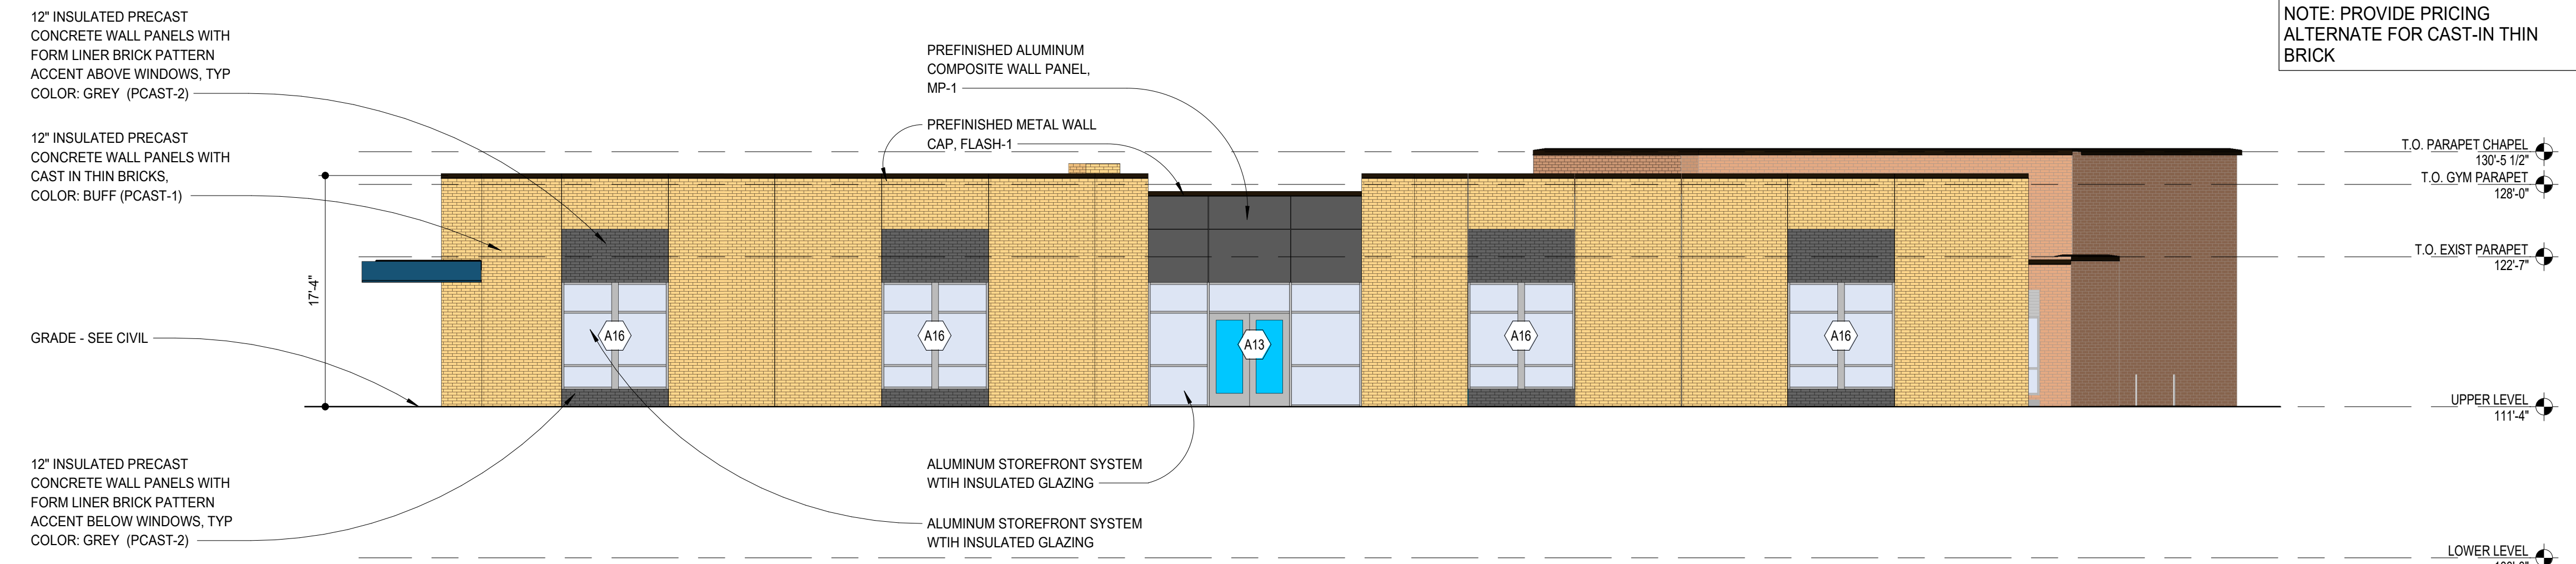 12" INSULATED PRECAST
CONCRETE WALL PANELS WITH
FORM LINER BRICK PATTERN
ACCENT ABOVE WINDOWS, TYP
COLOR: GREY (PCAST-2)
12" INSULATED PRECAST
CONCRETE WALL PANELS WITH
CAST IN THIN BRICKS,
COLOR: BUFF (PCAST-1)
17'-4"
GRADE - SEE CIVIL
12" INSULATED PRECAST
CONCRETE WALL PANELS WITH
FORM LINER BRICK PATTERN
ACCENT BELOW WINDOWS, TYP
COLOR: GREY (PCAST-2)
PREFINISHED ALUMINUM
COMPOSITE WALL PANEL,
MP-1
PREFINISHED METAL WALL
CAP, FLASH-1
A16
A16
A13
A16
A16
ALUMINUM STOREFRONT SYSTEM
WTIH INSULATED GLAZING
ALUMINUM STOREFRONT SYSTEM
WTIH INSULATED GLAZING
NOTE: PROVIDE PRICING
ALTERNATE FOR CAST-IN THIN
BRICK
T.O. PARAPET CHAPEL
130'-5 1/2"
T.O. GYM PARAPET
128'-0"
T.O. EXIST PARAPET
122'-7"
UPPER LEVEL
111'-4"
LOWER LEVEL